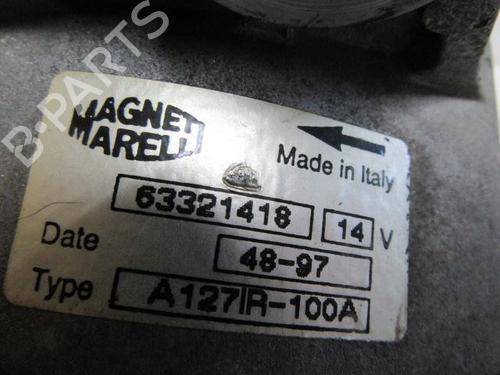 B-PARTS
MAGNETI
MARELLI
Made in Italy
63321418 14 V
Date 48-97
Type A127IR-100A